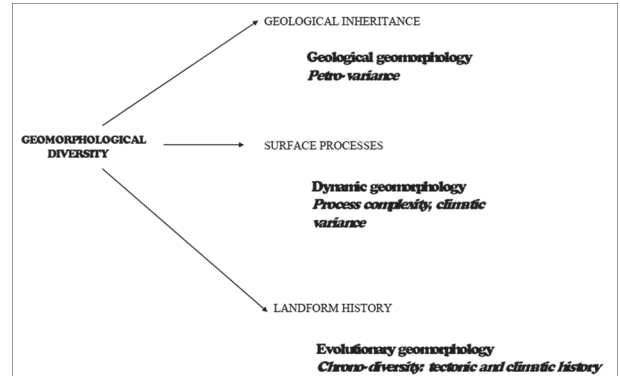 GEOLOGICAL INHERITANCE
Geological geomorphology
Petro-variance
GEOMORPHOLOGICAL
DIVERSITY
SURFACE PROCESSES
Dynamic geomorphology
Process complexity, climatic
variance
LANDFORM HISTORY
Evolutionary geomorphology
Chrono-diversity: tectonic and climatic history